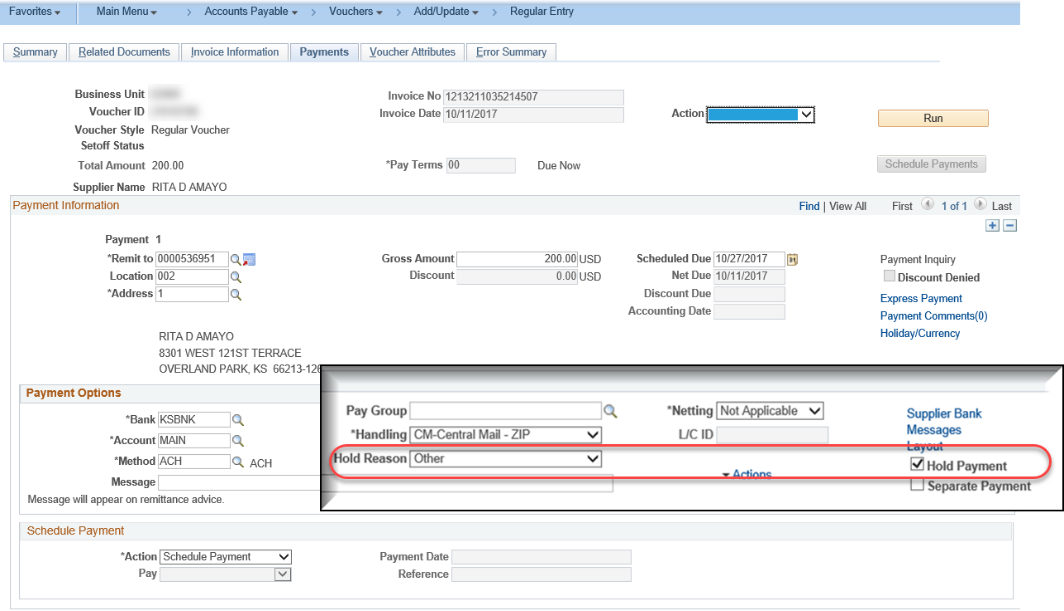 Favorites Main Menu > Accounts Payable > Vouchers > Add/Update > Regular Entry
Summary Related Documents Invoice Information Payments Voucher Attributes Error Summary
Business Unit
Invoice No 1213211035214507
Voucher ID
Invoice Date 10/11/2017
Action
Run
Voucher Style Regular Voucher
Setoff Status
Total Amount 200.00
*Pay Terms 00 Due Now
Schedule Payments
Supplier Name RITA D AMAYO
Payment Information
Find | View All First 1 of 1 Last
Payment 1
*Remit to 0000536951 Gross Amount 200.00 USD Scheduled Due 10/27/2017 Payment Inquiry
Location 002 Discount 0.00 USD Net Due 10/11/2017 Discount Denied
*Address 1 Discount Due Express Payment
Accounting Date Payment Comments(0)
Holiday/Currency
RITA D AMAYO
8301 WEST 121ST TERRACE
OVERLAND PARK, KS 66213-12
Payment Options
*Bank KSBNK
*Account MAIN
*Method ACH ACH
Message
Message will appear on remittance advice.
Pay Group *Netting Not Applicable Supplier Bank
*Handling CM-Central Mail - ZIP L/C ID Messages
Layout
Hold Reason Other Hold Payment
Actions
Separate Payment
Schedule Payment
*Action Schedule Payment Payment Date
Pay Reference